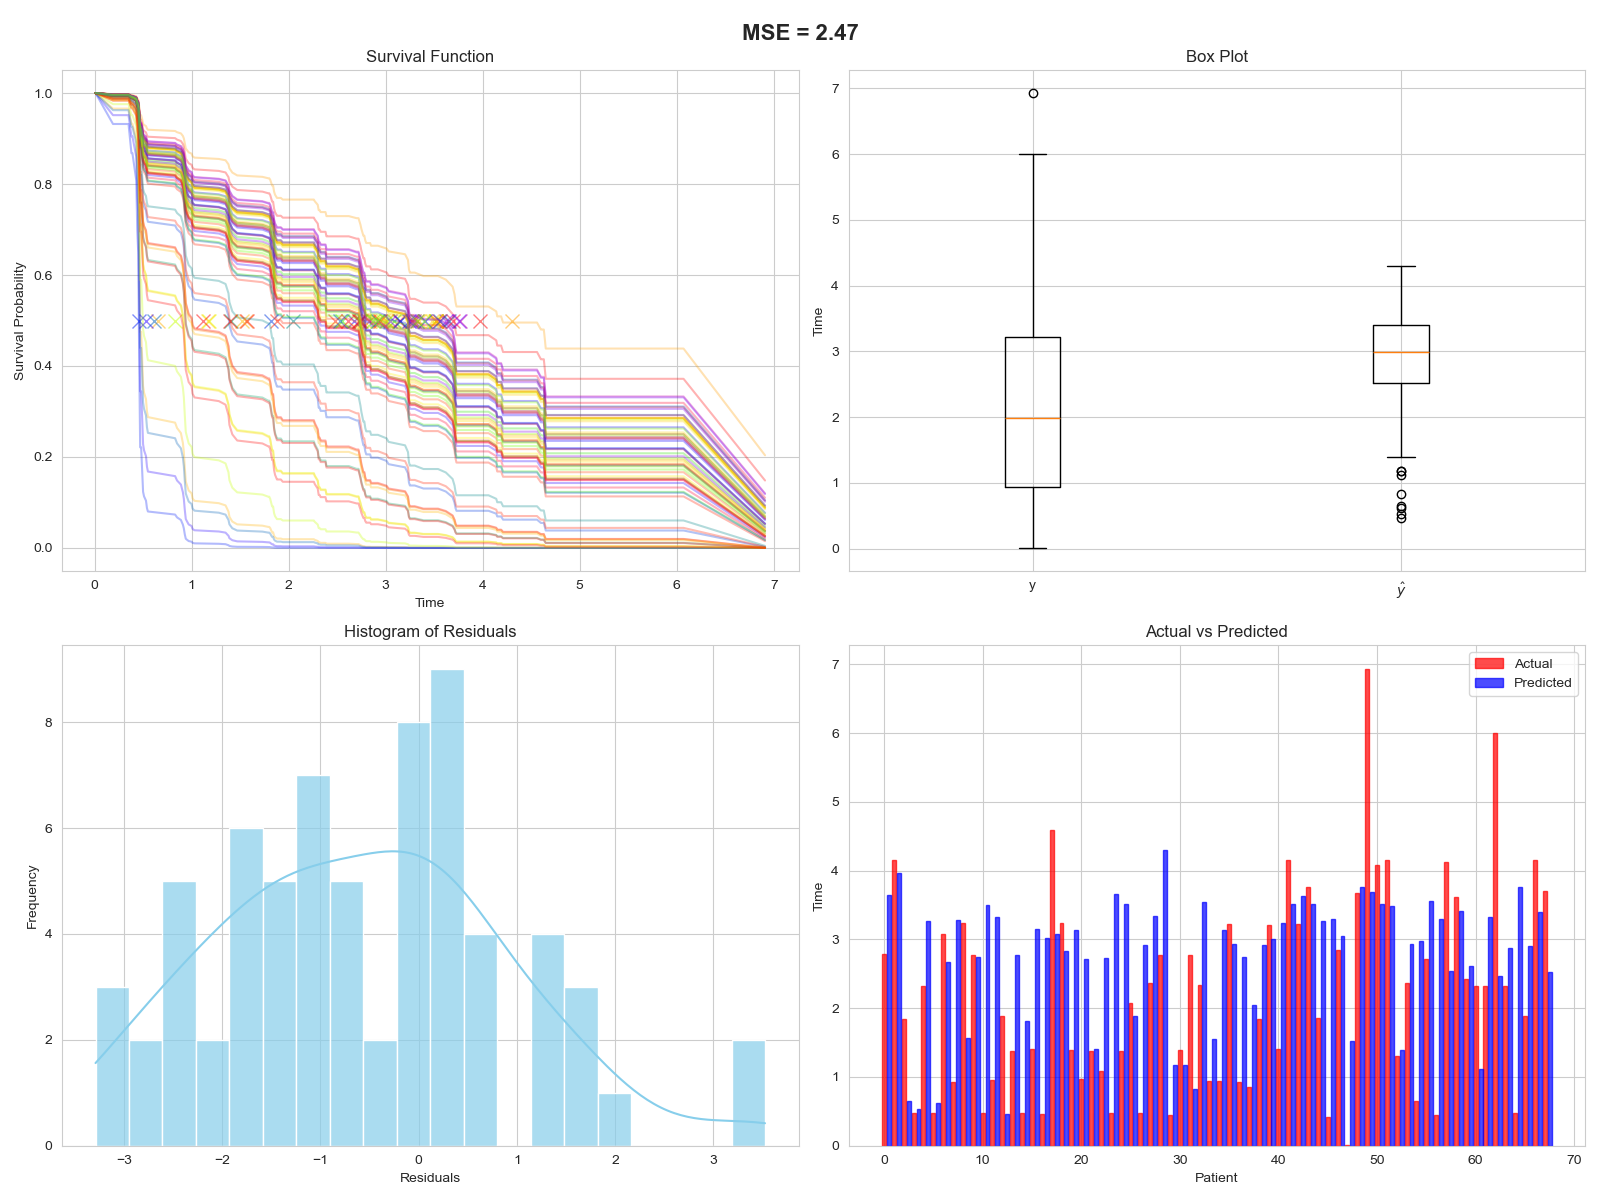 MSE = 2.47
Survival Function
1.0
0.8
0.6
0.4
0.2
0.0
Survival Probability
0 1 2 3 4 5 6 7
Time
Box Plot
7
6
5
4
3
2
1
0
Time
y ŷ
Histogram of Residuals
8
6
4
2
0
Frequency
−3 −2 −1 0 1 2 3
Residuals
Actual vs Predicted
Actual
Predicted
7
6
5
4
3
2
1
0
Time
0 10 20 30 40 50 60 70
Patient